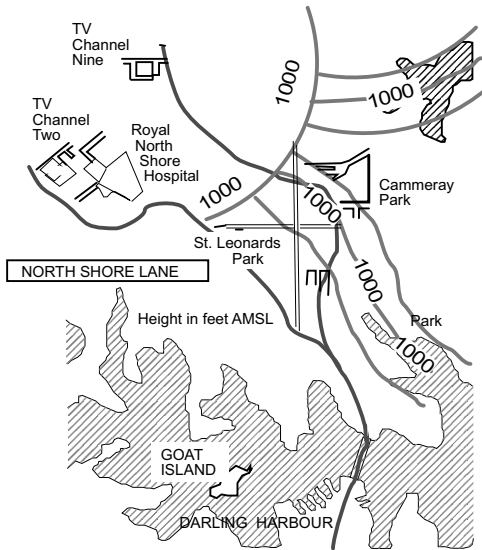 TV
Channel
Nine
TV
Channel
Two
Royal
North
Shore
Hospital
1000
1000
1000
1000
Cammeray
Park
St. Leonards
Park
NORTH SHORE LANE
1000
Height in feet AMSL
Park
1000
GOAT
ISLAND
DARLING HARBOUR